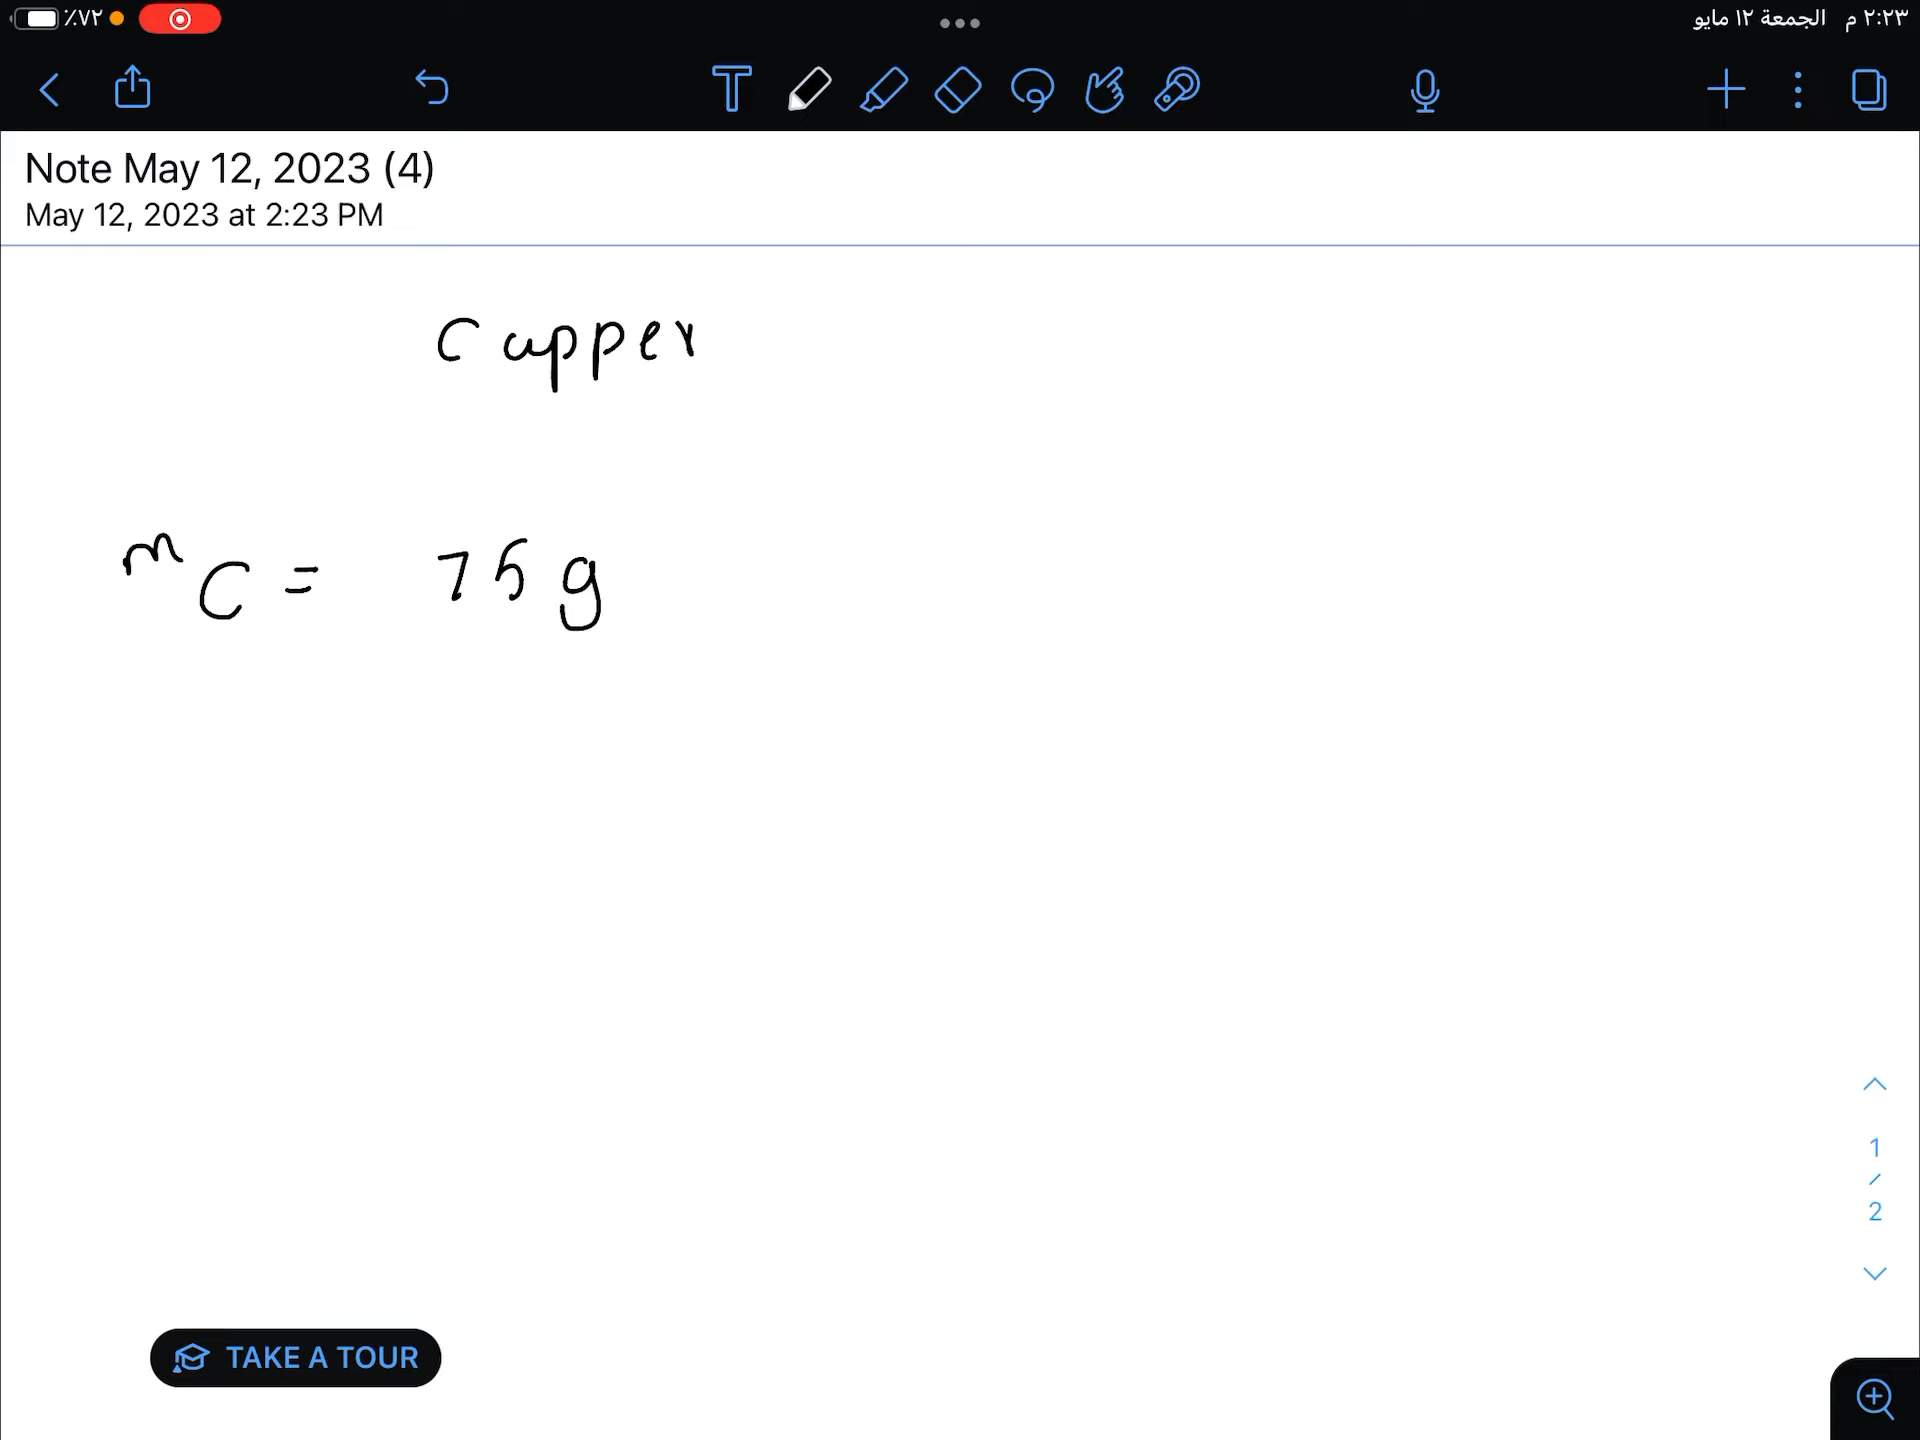 ٪٧٢
٢:٢٣ م الجمعة ١٢ مايو
Note May 12, 2023 (4)
May 12, 2023 at 2:23 PM
Cupper
mC = 75 g
1
/
2
TAKE A TOUR